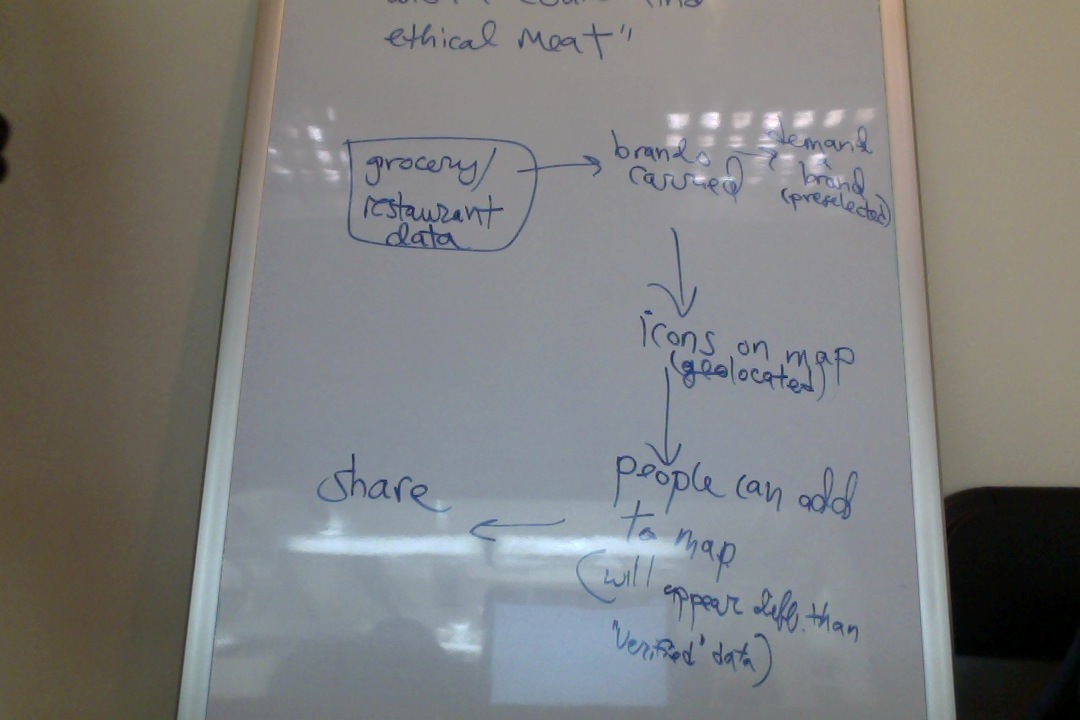 ethical meat"
grocery/
restaurant
data
brands
carried
demand
a
brand
(preselected)
icons on map
(geolocated)
people can add
to map
(will appear diff. than
"verified" data)
share